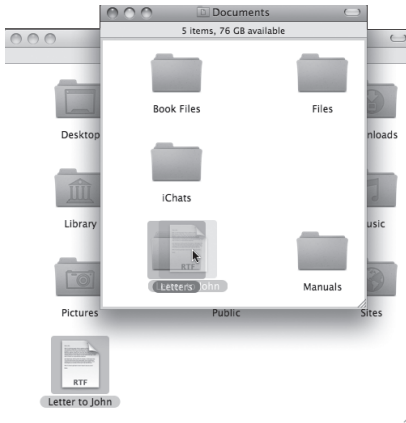 Documents
5 items, 76 GB available
Book Files
Files
Desktop
nloads
iChats
Library
usic
RTF
Letters
John
Manuals
Pictures
Public
Sites
RTF
Letter to John